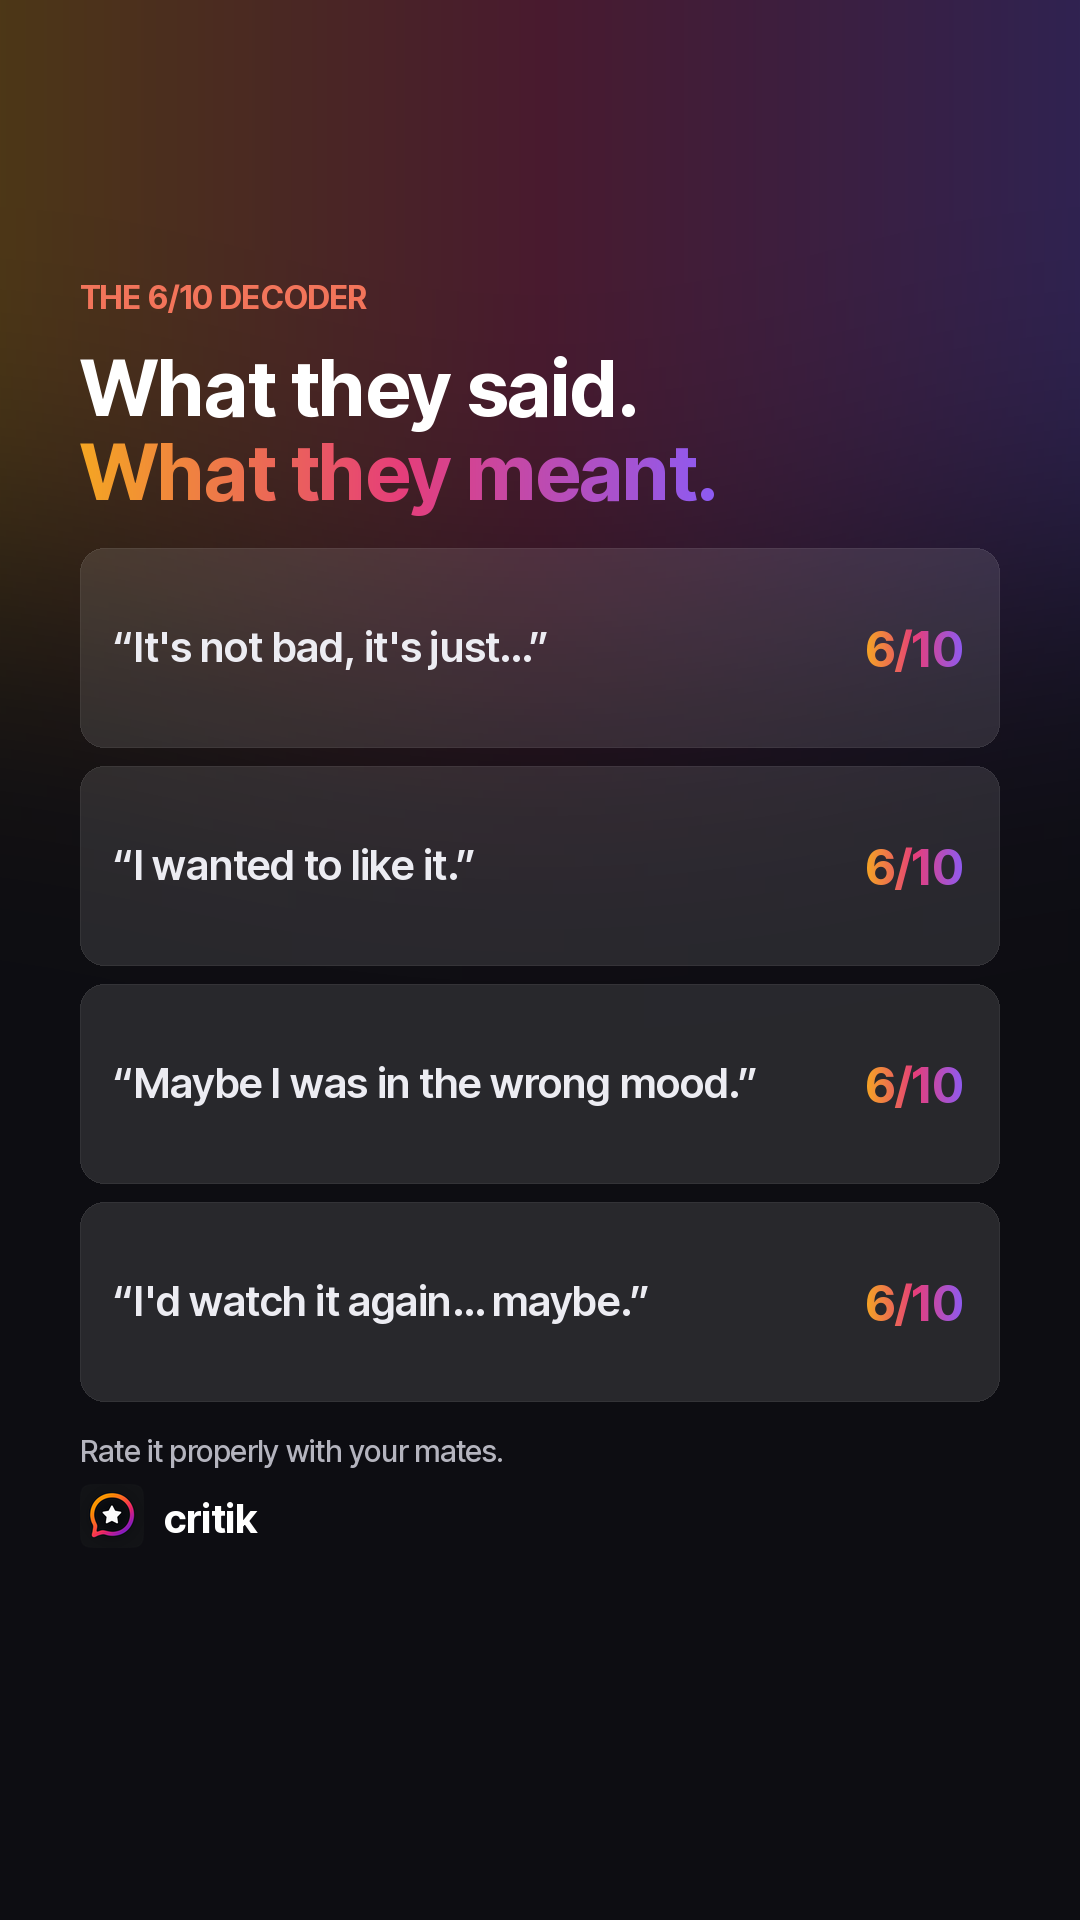 THE 6/10 DECODER
What they said.
What they meant.
“It's not bad, it's just...” 6/10
“I wanted to like it.” 6/10
“Maybe I was in the wrong mood.” 6/10
“I'd watch it again... maybe.” 6/10
Rate it properly with your mates.
critik